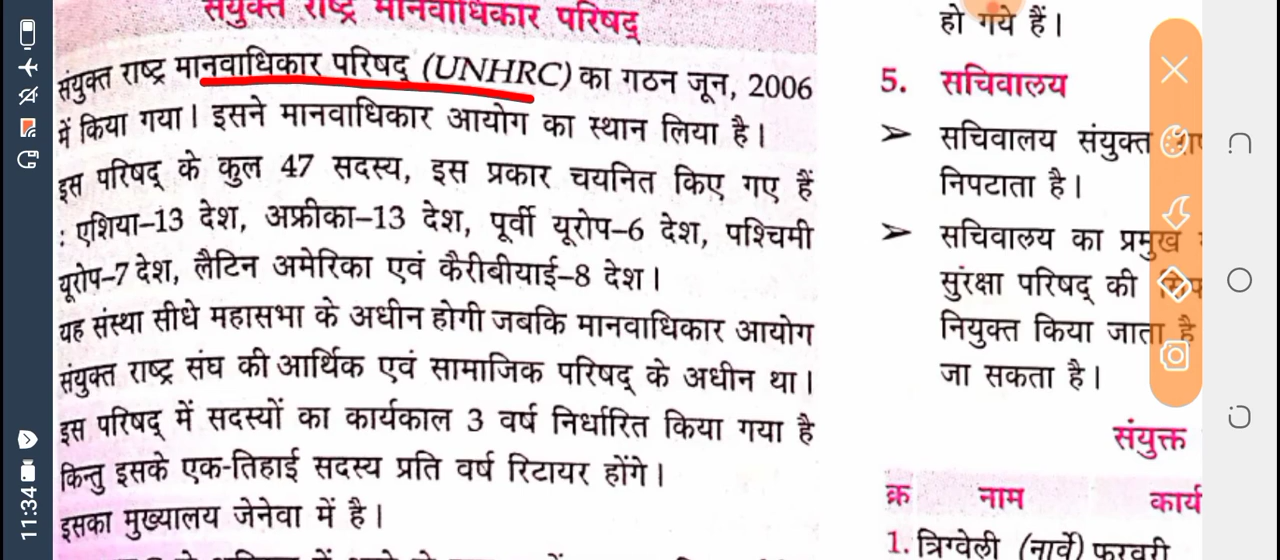 संयुक्त राष्ट्र मानवाधिकार परिषद्
संयुक्त राष्ट्र मानवाधिकार परिषद् (UNHRC) का गठन जून, 2006
में किया गया। इसने मानवाधिकार आयोग का स्थान लिया है।
इस परिषद् के कुल 47 सदस्य, इस प्रकार चयनित किए गए हैं
: एशिया–13 देश, अफ्रीका–13 देश, पूर्वी यूरोप–6 देश, पश्चिमी
यूरोप–7 देश, लैटिन अमेरिका एवं कैरीबीयाई–8 देश।
यह संस्था सीधे महासभा के अधीन होगी जबकि मानवाधिकार आयोग
संयुक्त राष्ट्र संघ की आर्थिक एवं सामाजिक परिषद् के अधीन था।
इस परिषद् में सदस्यों का कार्यकाल 3 वर्ष निर्धारित किया गया है
किन्तु इसके एक-तिहाई सदस्य प्रति वर्ष रिटायर होंगे।
इसका मुख्यालय जेनेवा में है।
हो गये हैं।
5. सचिवालय
➢ सचिवालय संयुक्त
निपटाता है।
➢ सचिवालय का प्रमुख
सुरक्षा परिषद् की
नियुक्त किया जाता है
जा सकता है।
संयुक्त
क्र नाम कार्य
1. त्रिग्वेली (नार्वे) फरवरी
11:34